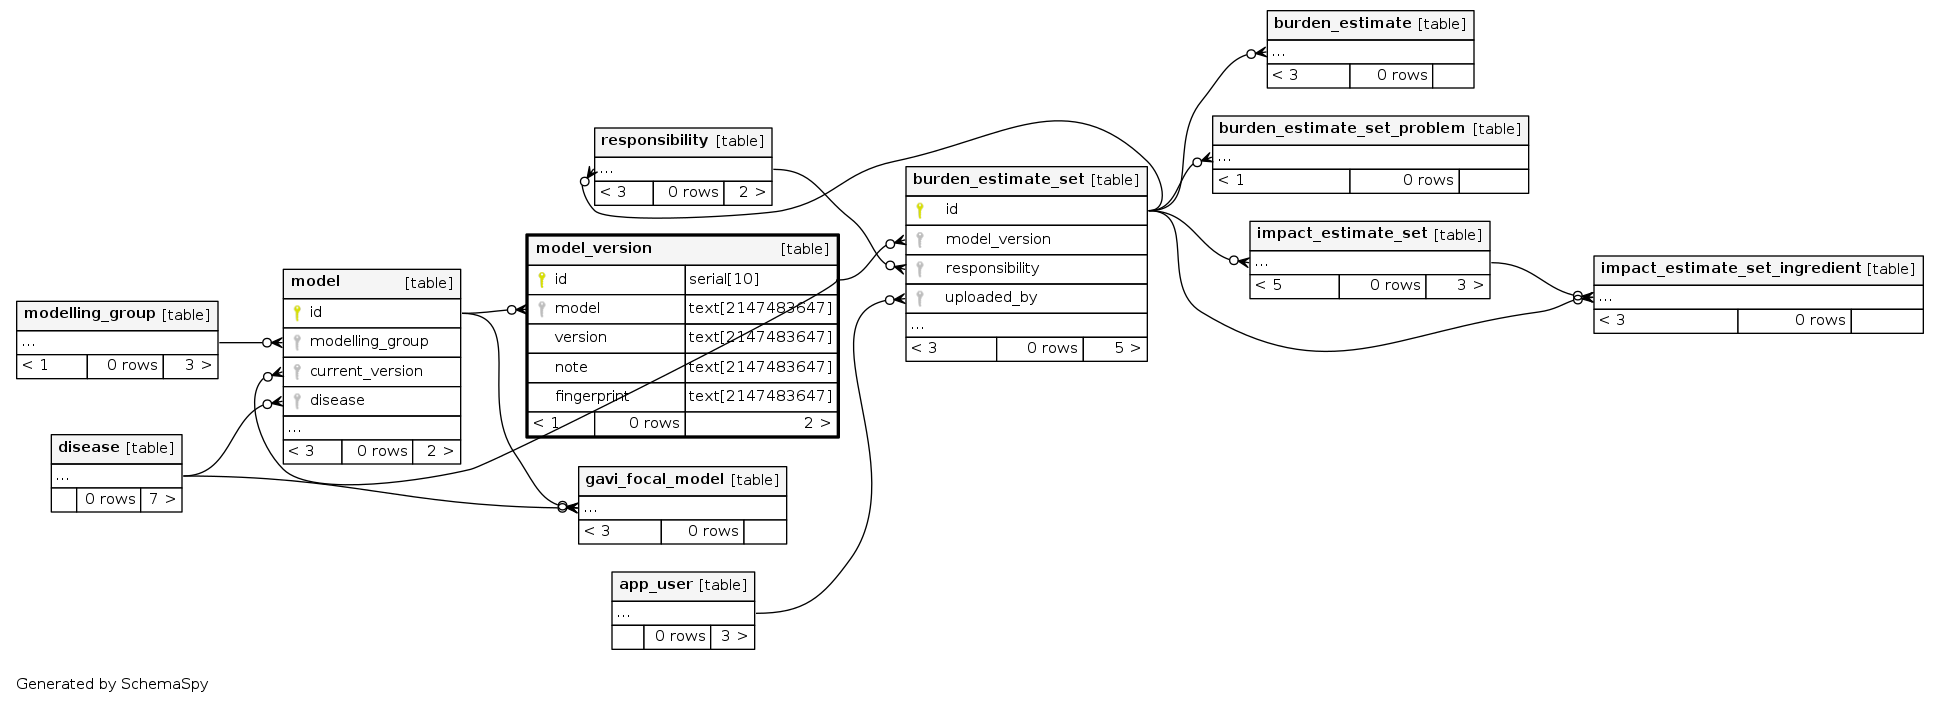 burden_estimate [table]
...
< 3 0 rows
burden_estimate_set_problem [table]
...
< 1 0 rows
responsibility [table]
...
< 3 0 rows 2 >
burden_estimate_set [table]
id
model_version
responsibility
uploaded_by
...
< 3 0 rows 5 >
impact_estimate_set [table]
...
< 5 0 rows 3 >
impact_estimate_set_ingredient [table]
...
< 3 0 rows
model_version [table]
id serial[10]
model text[2147483647]
version text[2147483647]
note text[2147483647]
fingerprint text[2147483647]
< 1 0 rows 2 >
model [table]
id
modelling_group
current_version
disease
...
< 3 0 rows 2 >
modelling_group [table]
...
< 1 0 rows 3 >
disease [table]
...
0 rows 7 >
gavi_focal_model [table]
...
< 3 0 rows
app_user [table]
...
0 rows 3 >
Generated by SchemaSpy